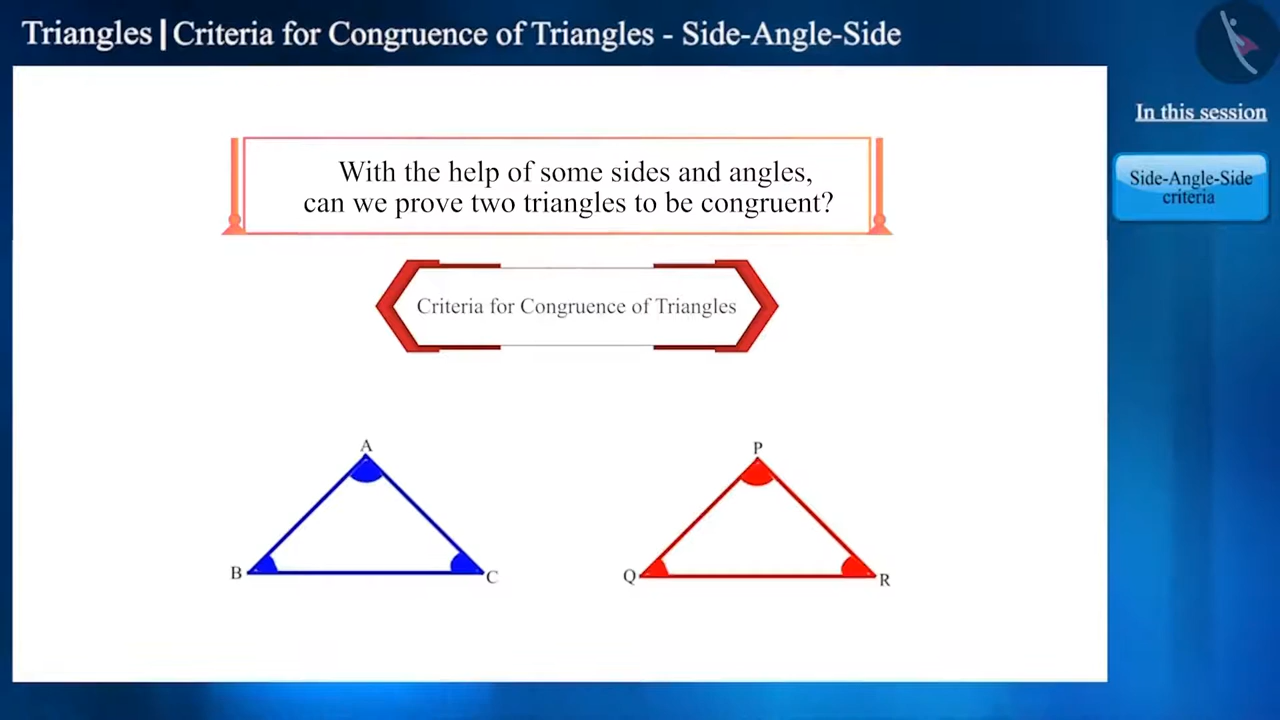 Triangles | Criteria for Congruence of Triangles - Side-Angle-Side
In this session
Side-Angle-Side
criteria
With the help of some sides and angles,
can we prove two triangles to be congruent?
Criteria for Congruence of Triangles
A
B
C
P
Q
R